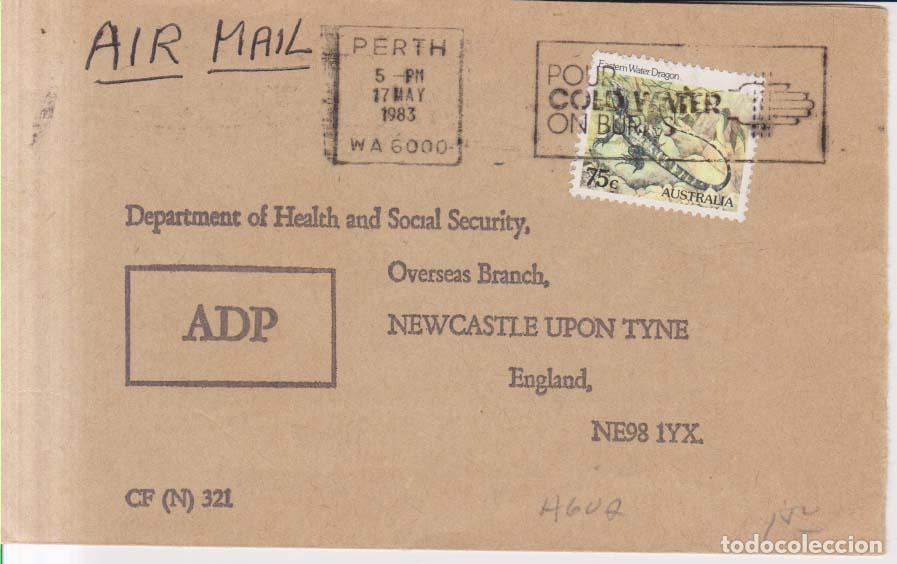 AIR MAIL
PERTH
5 - PM
17 MAY
1983
WA 6000
POUR
COLD WATER
ON BURNS
Eastern Water Dragon
75c
AUSTRALIA
Department of Health and Social Security,
Overseas Branch,
NEWCASTLE UPON TYNE
England,
NE98 1YX.
ADP
CF (N) 321
AGUA
todocoleccion